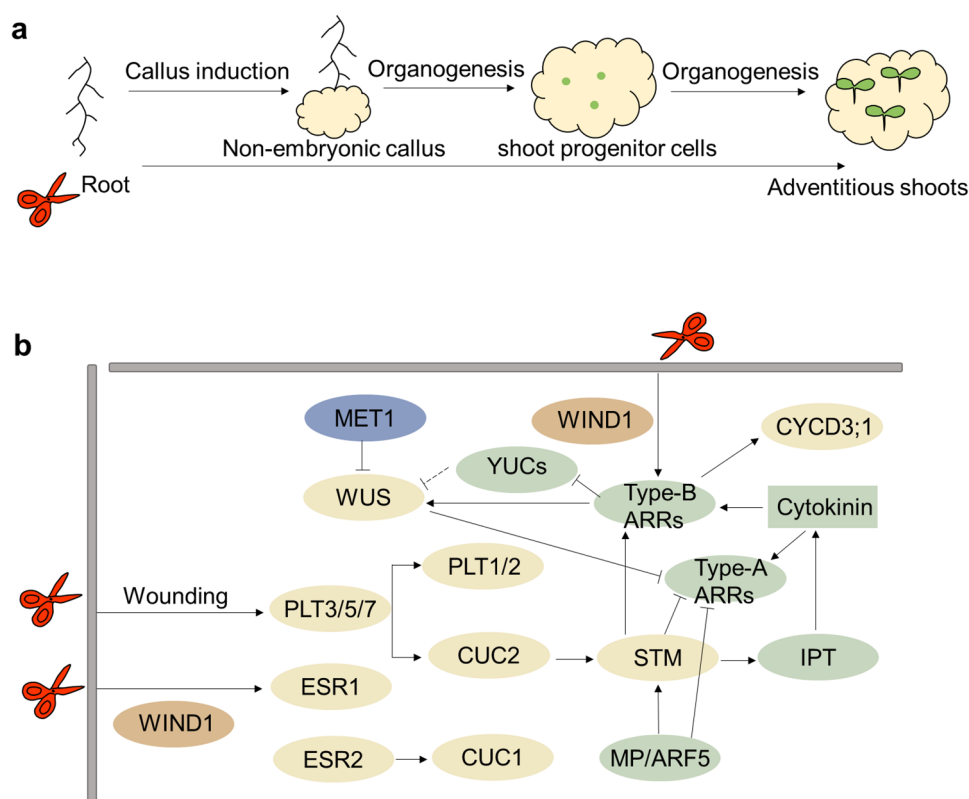 a
Callus induction
Organogenesis
Organogenesis
Root
Non-embryonic callus
shoot progenitor cells
Adventitious shoots
b
MET1
WIND1
CYCD3;1
YUCs
WUS
Type-B
ARRs
Cytokinin
PLT1/2
Type-A
ARRs
Wounding
PLT3/5/7
CUC2
STM
IPT
ESR1
WIND1
ESR2
CUC1
MP/ARF5